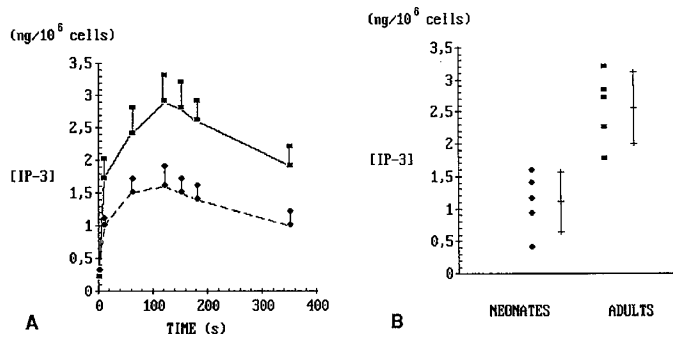 (ng/10⁶ cells)
3,5
3
2,5
2
[IP-3]
1,5
1
0,5
0
0 100 200 300 400
A
TIME (s)
(ng/10⁶ cells)
3,5
3
2,5
2
[IP-3]
1,5
1
0,5
0
NEONATES ADULTS
B